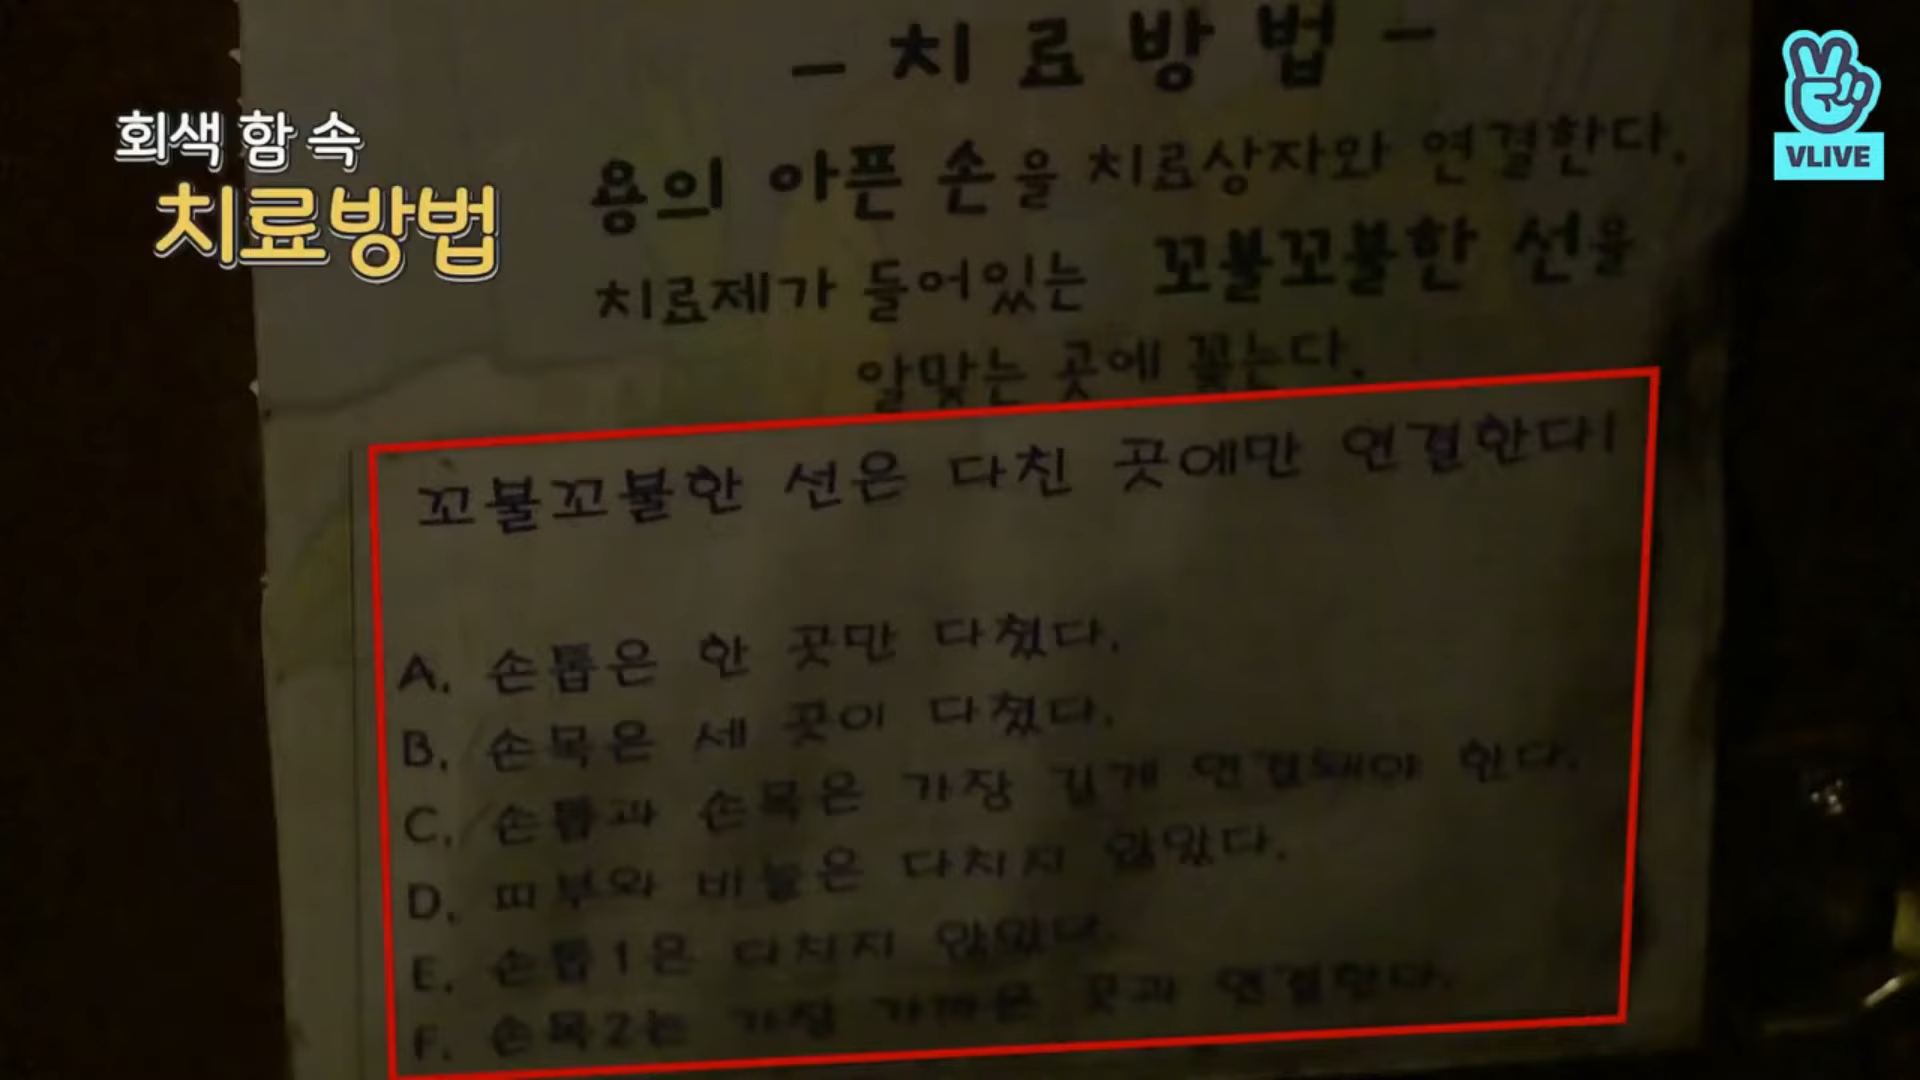 - 치료방법 -
회색 함 속
치료방법
VLIVE
용의 아픈 손을 치료상자와 연결한다.
치료제가 들어있는 꼬불꼬불한 선을
알맞는 곳에 꽂는다.
꼬불꼬불한 선은 다친 곳에만 연결한다!
A. 손톱은 한 곳만 다쳤다.
B. 손목은 세 곳이 다쳤다.
C. 손톱과 손목은 가장 길게 연결돼야 한다.
D. 피부와 비늘은 다치지 않았다.
E. 손톱1은 다치지 않았다.
F. 손목2는 가장 가까운 곳과 연결한다.